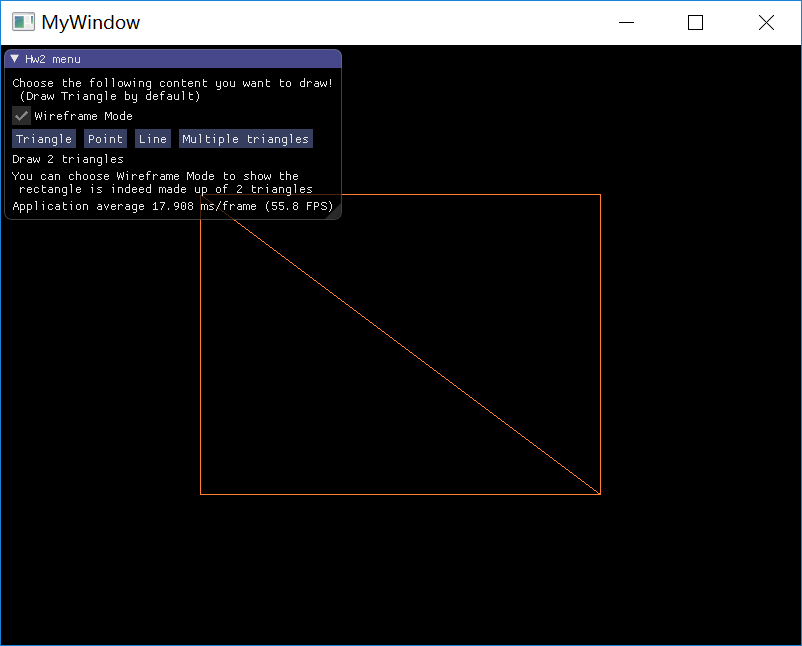 MyWindow
Hw2 menu
Choose the following content you want to draw!
(Draw Triangle by default)
Wireframe Mode
Triangle Point Line Multiple triangles
Draw 2 triangles
You can choose Wireframe Mode to show the
rectangle is indeed made up of 2 triangles
Application average 17.908 ms/frame (55.8 FPS)